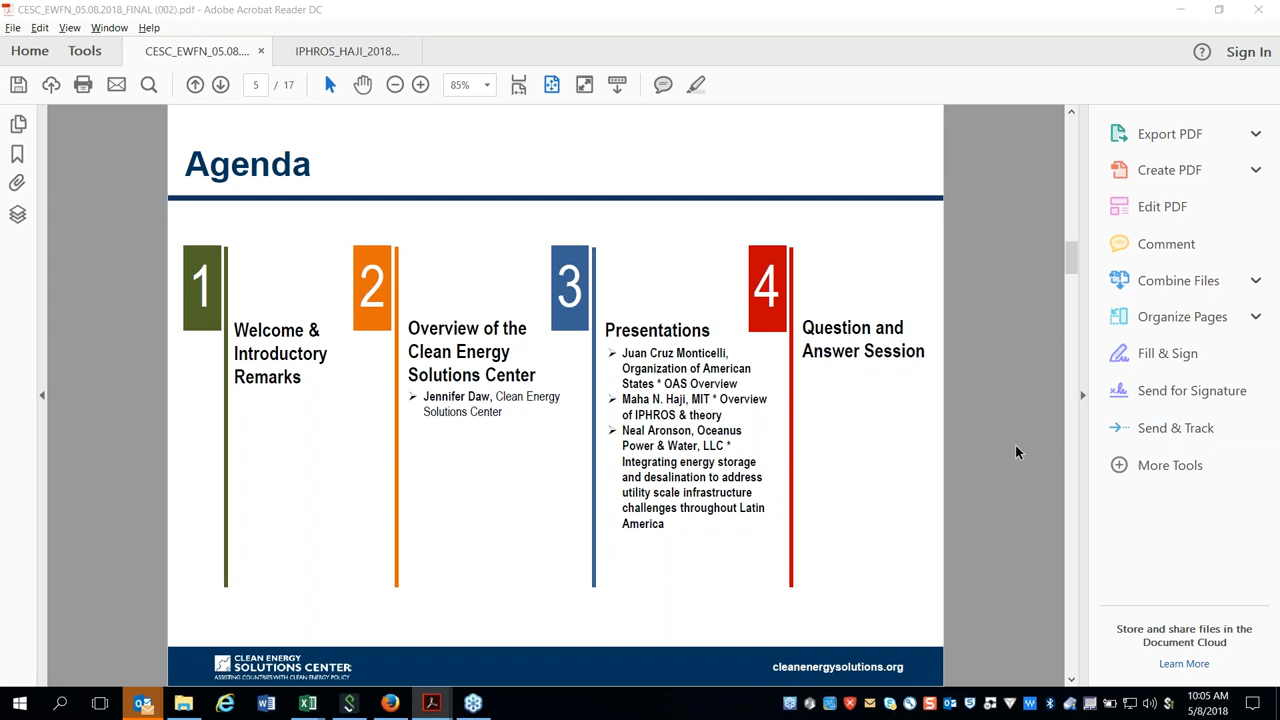 CESC_EWFN_05.08.2018_FINAL (002).pdf - Adobe Acrobat Reader DC
File Edit View Window Help
Home Tools CESC_EWFN_05.08.... × IPHROS_HAJI_2018... ? Sign In
5 / 17 85%
Agenda
1
Welcome &
Introductory
Remarks
2
Overview of the
Clean Energy
Solutions Center
➢ Jennifer Daw, Clean Energy
Solutions Center
3
Presentations
➢ Juan Cruz Monticelli,
Organization of American
States * OAS Overview
➢ Maha N. Haji, MIT * Overview
of IPHROS & theory
➢ Neal Aronson, Oceanus
Power & Water, LLC *
Integrating energy storage
and desalination to address
utility scale infrastructure
challenges throughout Latin
America
4
Question and
Answer Session
CLEAN ENERGY
SOLUTIONS CENTER
ASSISTING COUNTRIES WITH CLEAN ENERGY POLICY
cleanenergysolutions.org
Export PDF
Create PDF
Edit PDF
Comment
Combine Files
Organize Pages
Fill & Sign
Send for Signature
Send & Track
More Tools
Store and share files in the
Document Cloud
Learn More
10:05 AM
5/8/2018